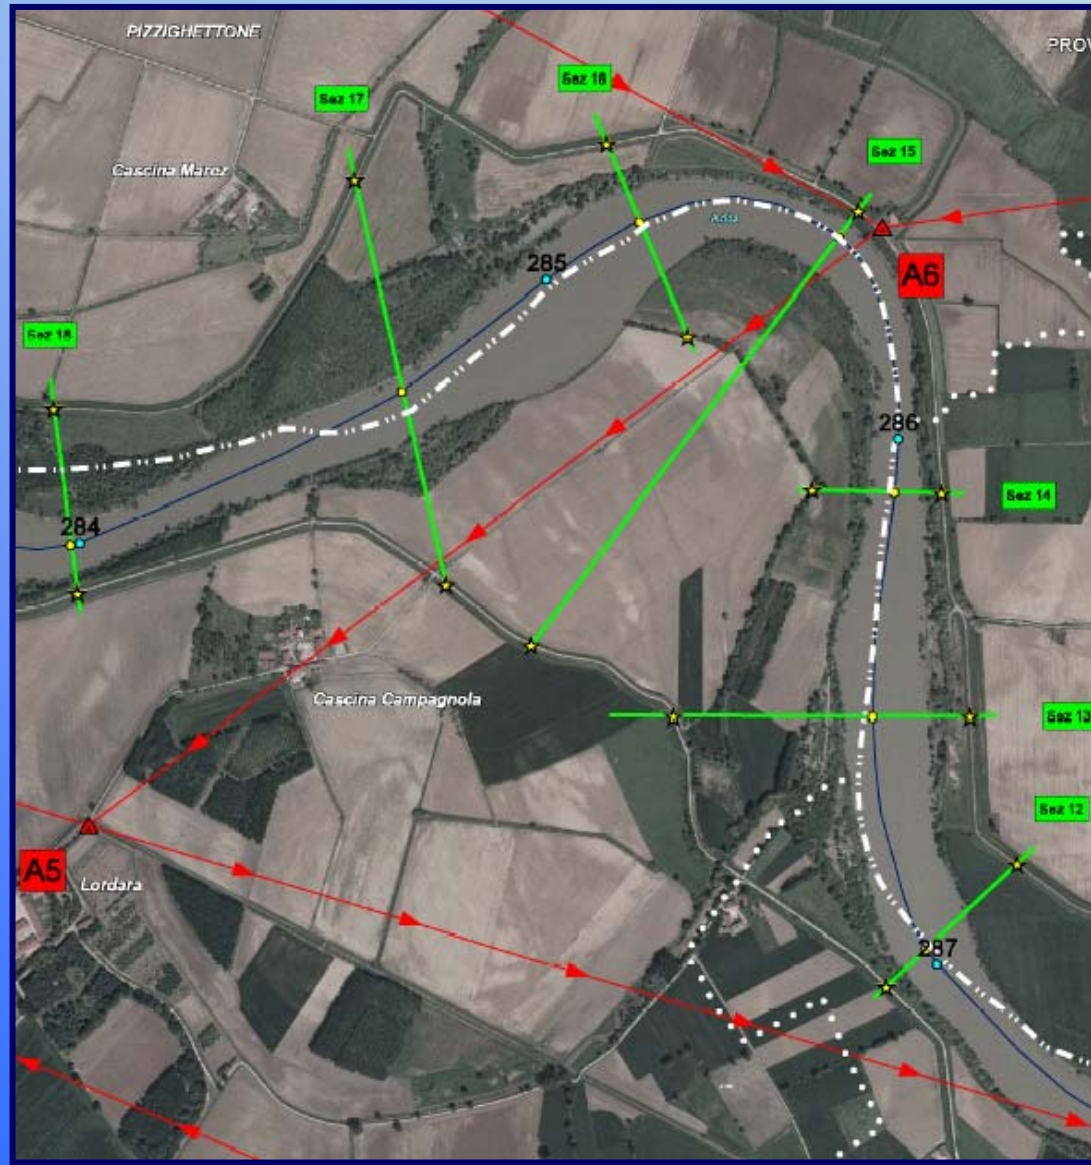 PIZZIGHETTONE
PROV
Sez 17
Sez 16
Sez 15
Cascina Marez
Adda
285
A6
Sez 18
286
284
Sez 14
Cascina Campagnola
Sez 13
Sez 12
A5
Lordara
287